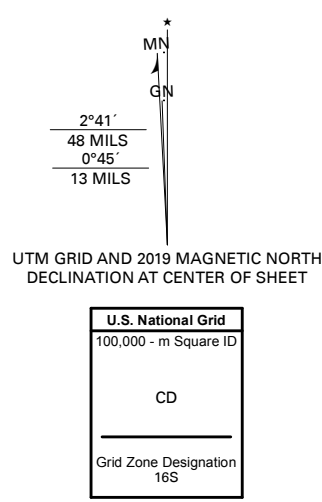 MN
GN
2°41´
48 MILS
0°45´
13 MILS
UTM GRID AND 2019 MAGNETIC NORTH
DECLINATION AT CENTER OF SHEET
U.S. National Grid
100,000 - m Square ID
CD
Grid Zone Designation
16S